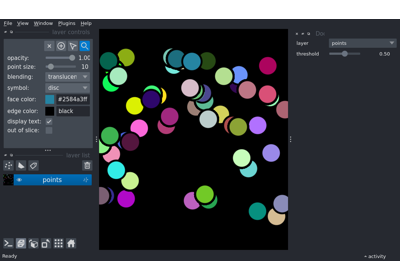 File View Window Plugins Help
layer controls
opacity: 1.00
point size: 10
blending: translucen
symbol: disc
face color: #2584a3ff
edge color: black
display text:
out of slice:
layer list
points
Ready
layer points
threshold 0.50
activity